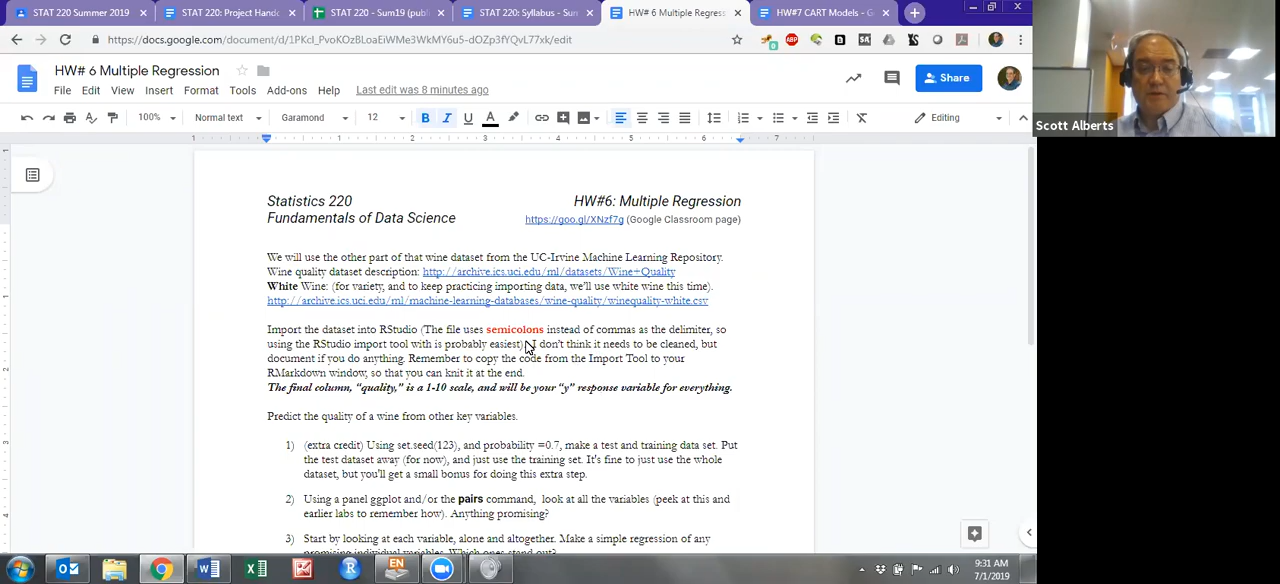 STAT 220 Summer 2019
STAT 220: Project Hand
STAT 220 - Sum19 (pub
STAT 220: Syllabus - Sum
HW# 6 Multiple Regress
HW#7 CART Models - G
https://docs.google.com/document/d/1PKcl_PvoKOzBLoaEiWMe3WkMY6u5-dOZp3fYQvL77xk/edit
HW# 6 Multiple Regression
File Edit View Insert Format Tools Add-ons Help Last edit was 8 minutes ago
Share
100% Normal text Garamond 12 B I U A Editing
Scott Alberts
Statistics 220 HW#6: Multiple Regression
Fundamentals of Data Science https://goo.gl/XNzf7g (Google Classroom page)
We will use the other part of that wine dataset from the UC-Irvine Machine Learning Repository.
Wine quality dataset description: http://archive.ics.uci.edu/ml/datasets/Wine+Quality
White Wine: (for variety, and to keep practicing importing data, we'll use white wine this time).
http://archive.ics.uci.edu/ml/machine-learning-databases/wine-quality/winequality-white.csv
Import the dataset into RStudio (The file uses semicolons instead of commas as the delimiter, so
using the RStudio import tool with is probably easiest). I don't think it needs to be cleaned, but
document if you do anything. Remember to copy the code from the Import Tool to your
RMarkdown window, so that you can knit it at the end.
The final column, "quality," is a 1-10 scale, and will be your "y" response variable for everything.
Predict the quality of a wine from other key variables.
1) (extra credit) Using set.seed(123), and probability =0.7, make a test and training data set. Put
the test dataset away (for now), and just use the training set. It's fine to just use the whole
dataset, but you'll get a small bonus for doing this extra step.
2) Using a panel ggplot and/or the pairs command, look at all the variables (peek at this and
earlier labs to remember how). Anything promising?
3) Start by looking at each variable, alone and altogether. Make a simple regression of any
promising individual variables. Which ones stand out?
9:31 AM
7/1/2019